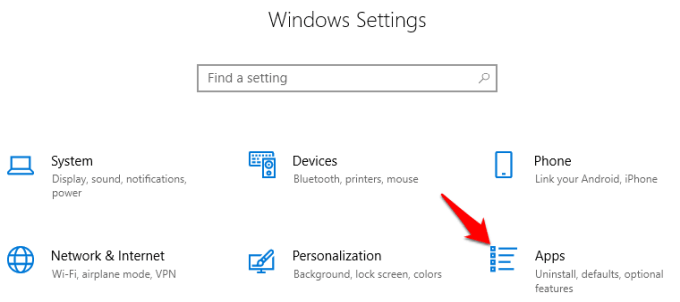 Windows Settings
Find a setting
System
Display, sound, notifications,
power
Devices
Bluetooth, printers, mouse
Phone
Link your Android, iPhone
Network & Internet
Wi-Fi, airplane mode, VPN
Personalization
Background, lock screen, colors
Apps
Uninstall, defaults, optional
features